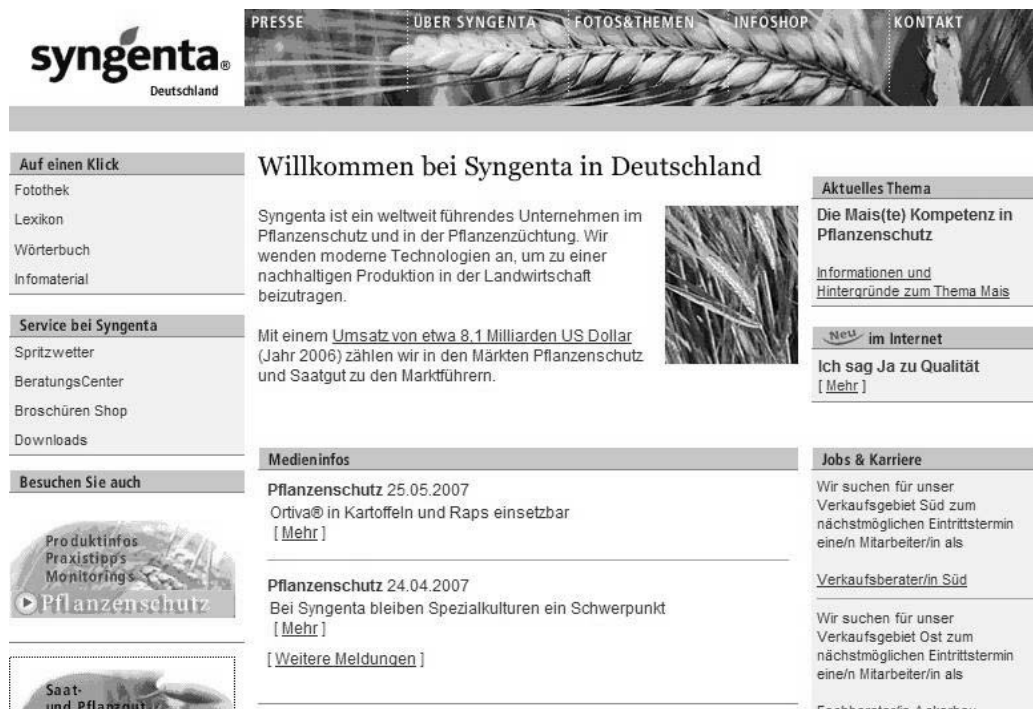 syngenta®
Deutschland
PRESSE
ÜBER SYNGENTA
FOTOS&THEMEN
INFOSHOP
KONTAKT
Auf einen Klick
Fotothek
Lexikon
Wörterbuch
Infomaterial
Service bei Syngenta
Spritzwetter
BeratungsCenter
Broschüren Shop
Downloads
Besuchen Sie auch
Produktinfos
Praxistipps
Monitorings
Pflanzenschutz
Saat-
und Pflanzgut
Willkommen bei Syngenta in Deutschland
Syngenta ist ein weltweit führendes Unternehmen im
Pflanzenschutz und in der Pflanzenzüchtung. Wir
wenden moderne Technologien an, um zu einer
nachhaltigen Produktion in der Landwirtschaft
beizutragen.
Mit einem Umsatz von etwa 8,1 Milliarden US Dollar
(Jahr 2006) zählen wir in den Märkten Pflanzenschutz
und Saatgut zu den Marktführern.
Medieninfos
Pflanzenschutz 25.05.2007
Ortiva® in Kartoffeln und Raps einsetzbar
[ Mehr ]
Pflanzenschutz 24.04.2007
Bei Syngenta bleiben Spezialkulturen ein Schwerpunkt
[ Mehr ]
[ Weitere Meldungen ]
Aktuelles Thema
Die Mais(te) Kompetenz in
Pflanzenschutz
Informationen und
Hintergründe zum Thema Mais
Neu im Internet
Ich sag Ja zu Qualität
[ Mehr ]
Jobs & Karriere
Wir suchen für unser
Verkaufsgebiet Süd zum
nächstmöglichen Eintrittstermin
eine/n Mitarbeiter/in als
Verkaufsberater/in Süd
Wir suchen für unser
Verkaufsgebiet Ost zum
nächstmöglichen Eintrittstermin
eine/n Mitarbeiter/in als
Fachberater/in Ackerbau